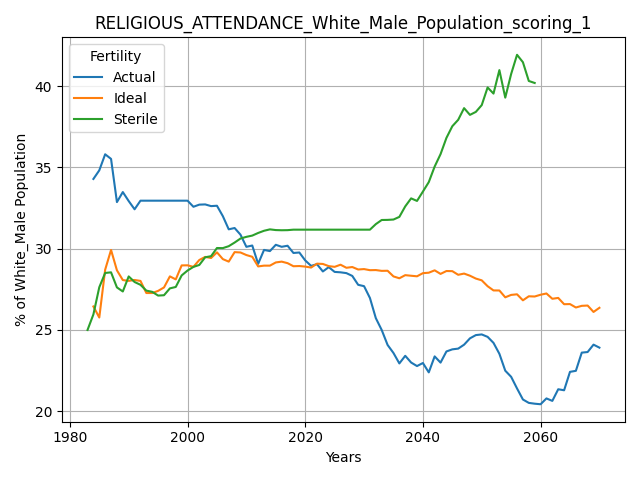 RELIGIOUS_ATTENDANCE_White_Male_Population_scoring_1
Fertility
Actual
Ideal
Sterile
% of White_Male Population
40
35
30
25
20
1980
2000
2020
2040
2060
Years